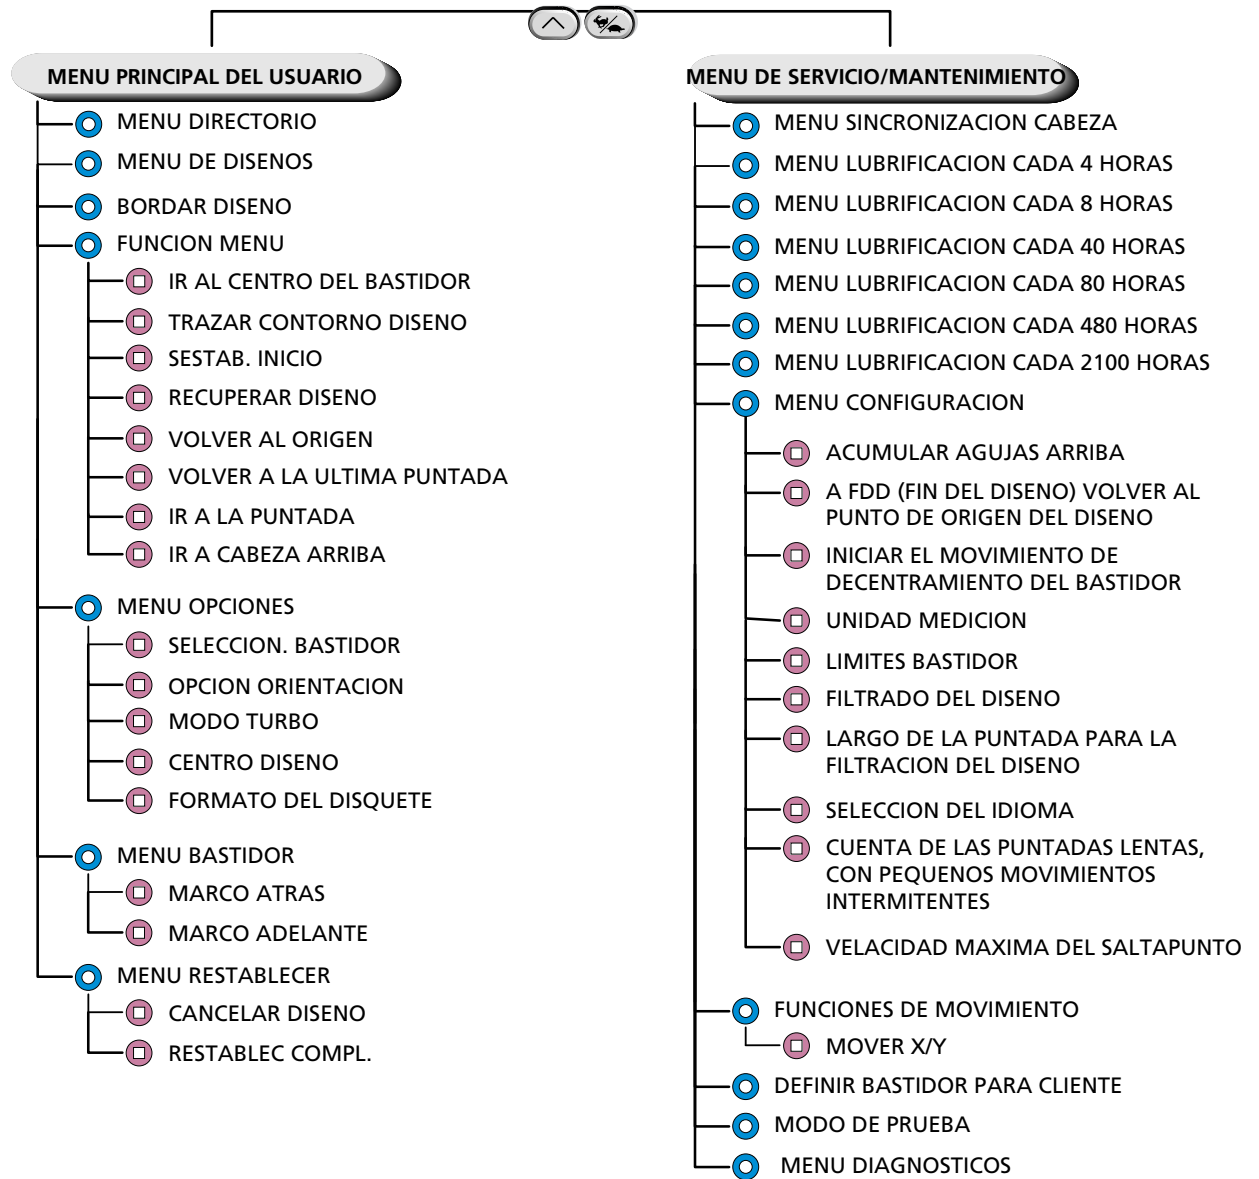 MENU PRINCIPAL DEL USUARIO
MENU DIRECTORIO
MENU DE DISENOS
BORDAR DISENO
FUNCION MENU
IR AL CENTRO DEL BASTIDOR
TRAZAR CONTORNO DISENO
SESTAB. INICIO
RECUPERAR DISENO
VOLVER AL ORIGEN
VOLVER A LA ULTIMA PUNTADA
IR A LA PUNTADA
IR A CABEZA ARRIBA
MENU OPCIONES
SELECCION. BASTIDOR
OPCION ORIENTACION
MODO TURBO
CENTRO DISENO
FORMATO DEL DISQUETE
MENU BASTIDOR
MARCO ATRAS
MARCO ADELANTE
MENU RESTABLECER
CANCELAR DISENO
RESTABLEC COMPL.
MENU DE SERVICIO/MANTENIMIENTO
MENU SINCRONIZACION CABEZA
MENU LUBRIFICACION CADA 4 HORAS
MENU LUBRIFICACION CADA 8 HORAS
MENU LUBRIFICACION CADA 40 HORAS
MENU LUBRIFICACION CADA 80 HORAS
MENU LUBRIFICACION CADA 480 HORAS
MENU LUBRIFICACION CADA 2100 HORAS
MENU CONFIGURACION
ACUMULAR AGUJAS ARRIBA
A FDD (FIN DEL DISENO) VOLVER AL
PUNTO DE ORIGEN DEL DISENO
INICIAR EL MOVIMIENTO DE
DECENTRAMIENTO DEL BASTIDOR
UNIDAD MEDICION
LIMITES BASTIDOR
FILTRADO DEL DISENO
LARGO DE LA PUNTADA PARA LA
FILTRACION DEL DISENO
SELECCION DEL IDIOMA
CUENTA DE LAS PUNTADAS LENTAS,
CON PEQUENOS MOVIMIENTOS
INTERMITENTES
VELACIDAD MAXIMA DEL SALTAPUNTO
FUNCIONES DE MOVIMIENTO
MOVER X/Y
DEFINIR BASTIDOR PARA CLIENTE
MODO DE PRUEBA
MENU DIAGNOSTICOS